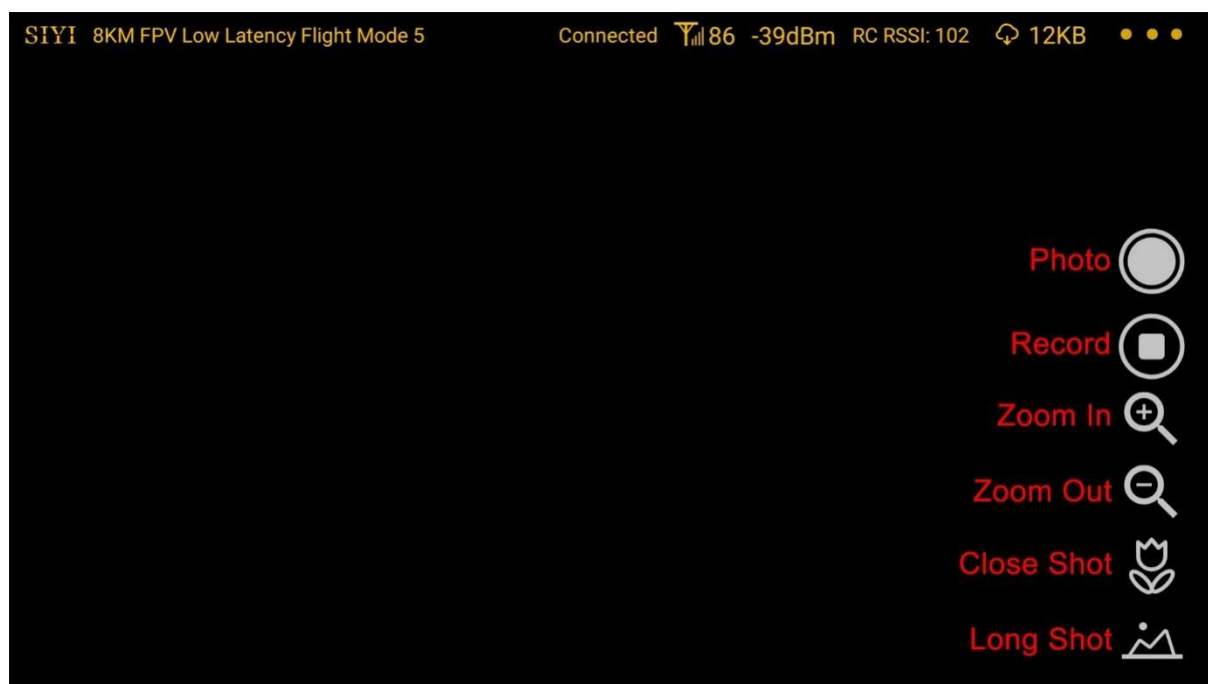 SIYI 8KM FPV Low Latency Flight Mode 5 Connected 86 -39dBm RC RSSI: 102 12KB
Photo
Record
Zoom In
Zoom Out
Close Shot
Long Shot